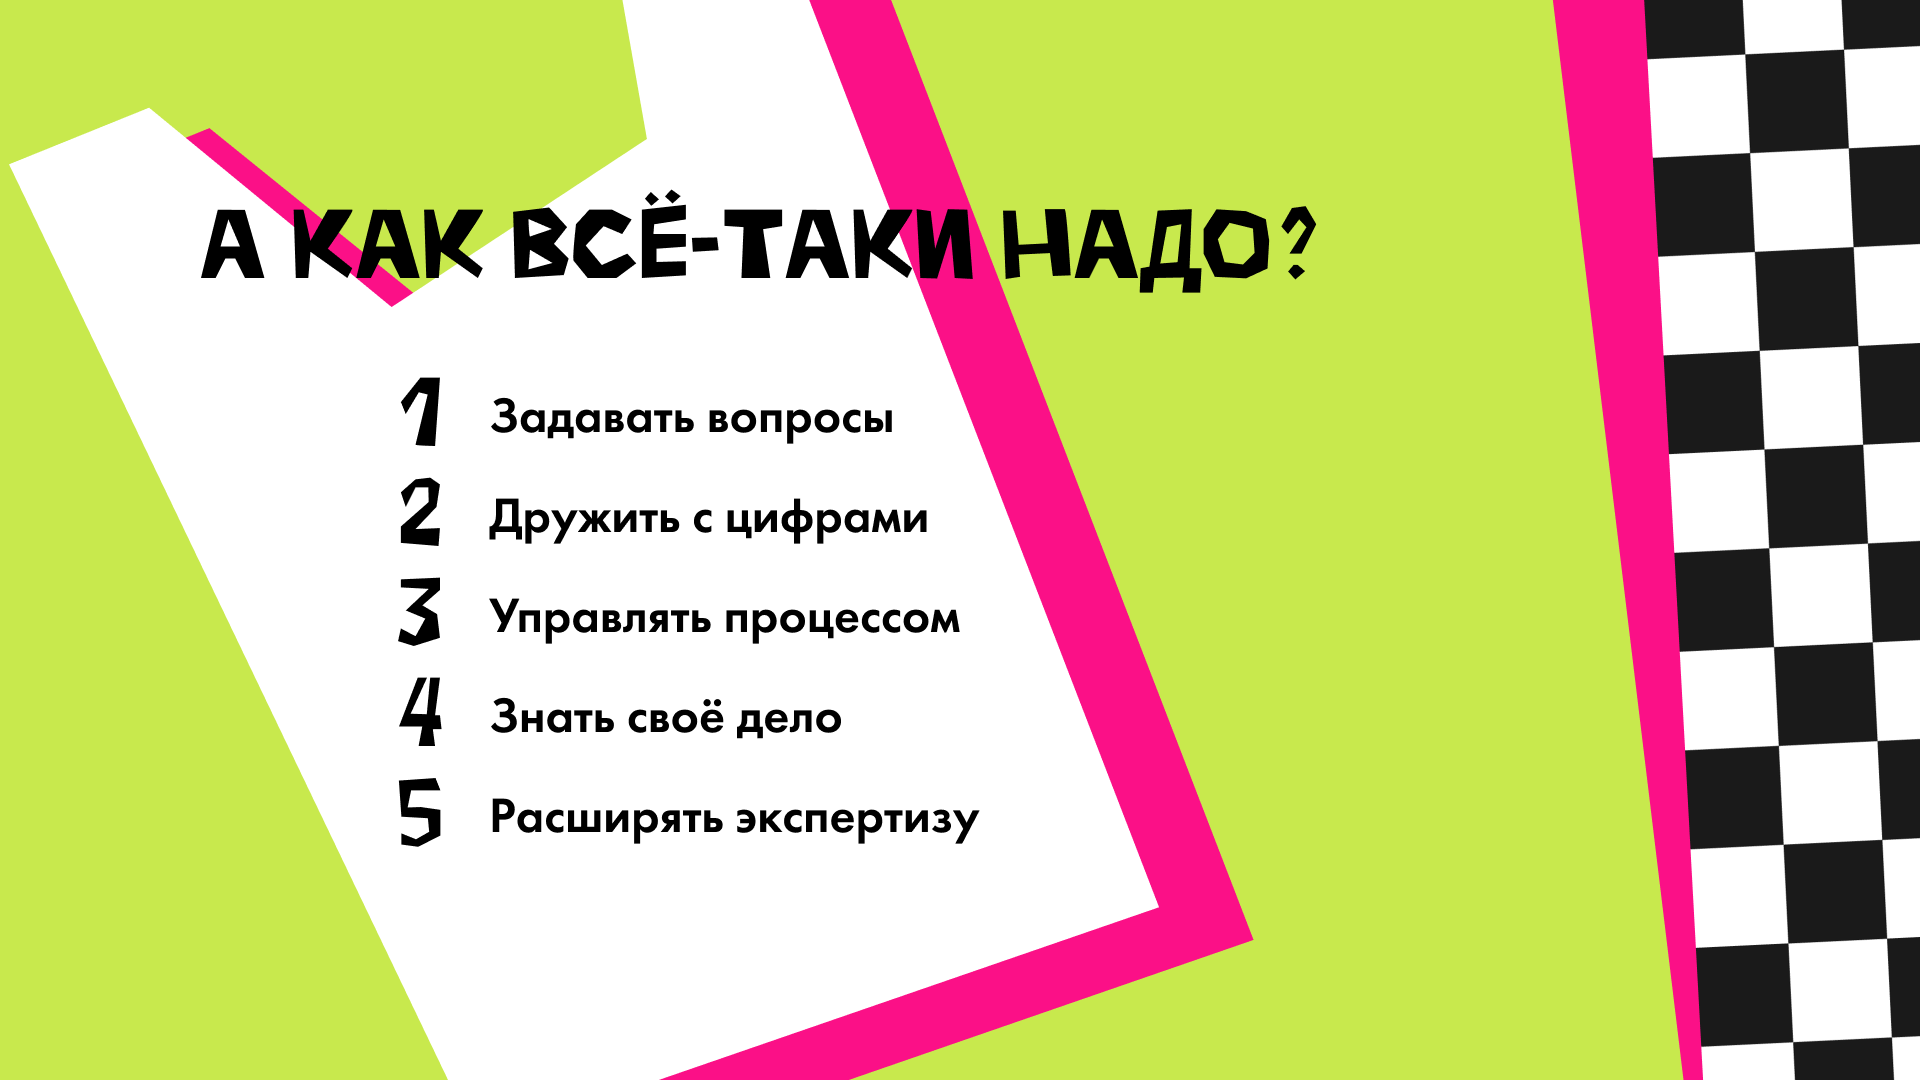 А КАК ВСЁ-ТАКИ НАДО?
1 Задавать вопросы
2 Дружить с цифрами
3 Управлять процессом
4 Знать своё дело
5 Расширять экспертизу